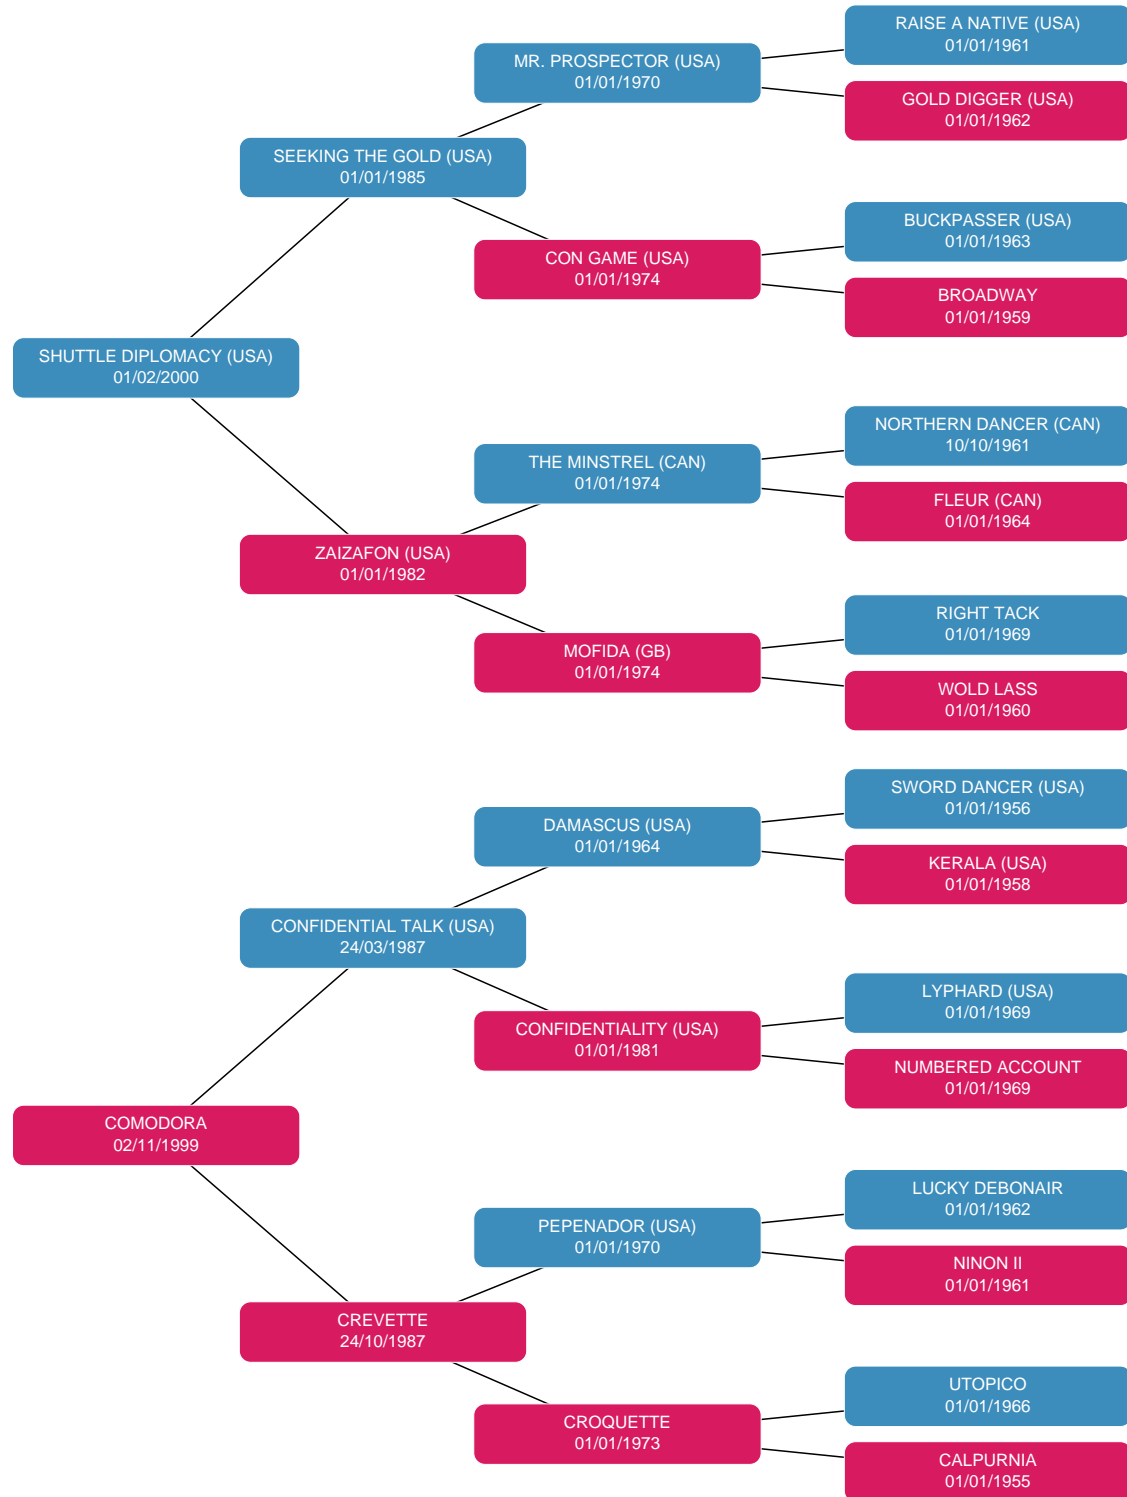 RAISE A NATIVE (USA)
01/01/1961
MR. PROSPECTOR (USA)
01/01/1970
GOLD DIGGER (USA)
01/01/1962
SEEKING THE GOLD (USA)
01/01/1985
BUCKPASSER (USA)
01/01/1963
CON GAME (USA)
01/01/1974
BROADWAY
01/01/1959
SHUTTLE DIPLOMACY (USA)
01/02/2000
NORTHERN DANCER (CAN)
10/10/1961
THE MINSTREL (CAN)
01/01/1974
FLEUR (CAN)
01/01/1964
ZAIZAFON (USA)
01/01/1982
RIGHT TACK
01/01/1969
MOFIDA (GB)
01/01/1974
WOLD LASS
01/01/1960
SWORD DANCER (USA)
01/01/1956
DAMASCUS (USA)
01/01/1964
KERALA (USA)
01/01/1958
CONFIDENTIAL TALK (USA)
24/03/1987
LYPHARD (USA)
01/01/1969
CONFIDENTIALITY (USA)
01/01/1981
NUMBERED ACCOUNT
01/01/1969
COMODORA
02/11/1999
LUCKY DEBONAIR
01/01/1962
PEPENADOR (USA)
01/01/1970
NINON II
01/01/1961
CREVETTE
24/10/1987
UTOPICO
01/01/1966
CROQUETTE
01/01/1973
CALPURNIA
01/01/1955